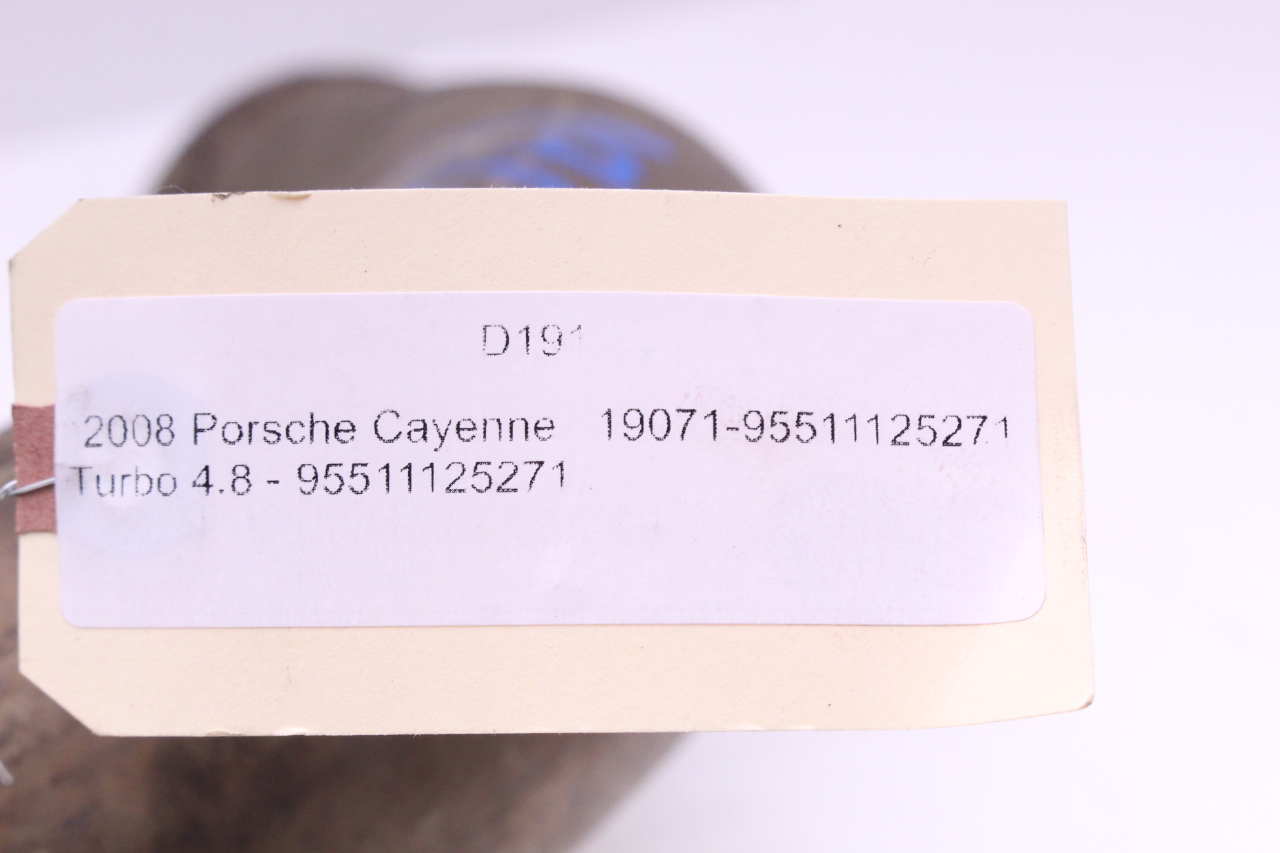 D191
2008 Porsche Cayenne 19071-95511125271
Turbo 4.8 - 95511125271